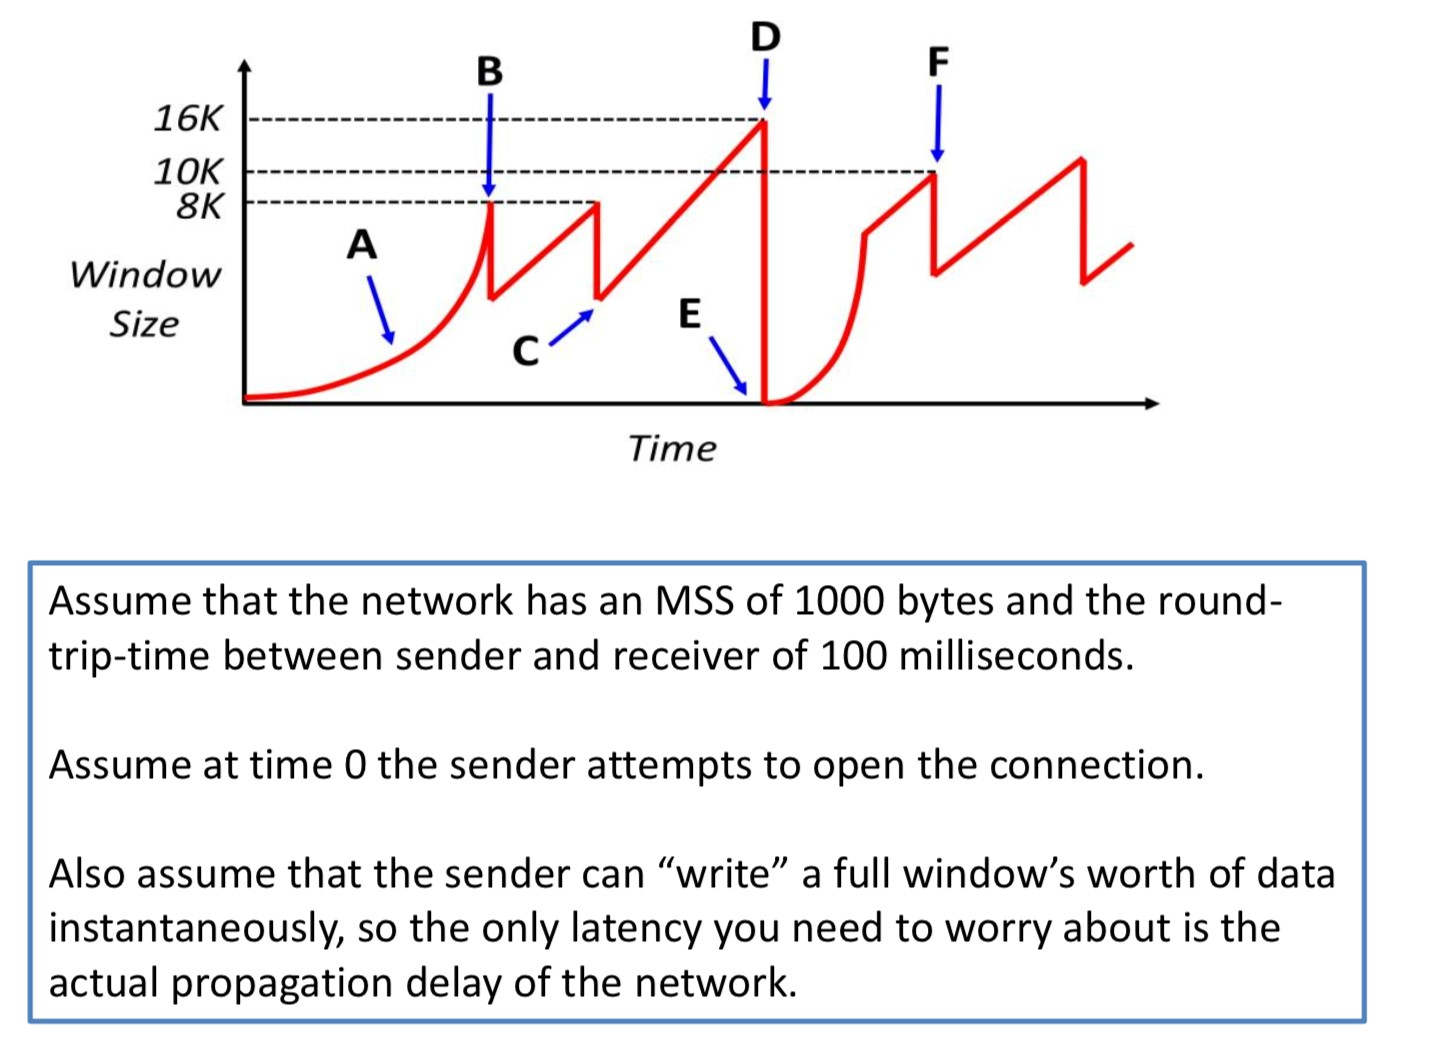 D
F
B
16K
10K
8K
A
Window
Size
E
C
Time
Assume that the network has an MSS of 1000 bytes and the round-
trip-time between sender and receiver of 100 milliseconds.
Assume at time 0 the sender attempts to open the connection.
Also assume that the sender can “write” a full window’s worth of data
instantaneously, so the only latency you need to worry about is the
actual propagation delay of the network.